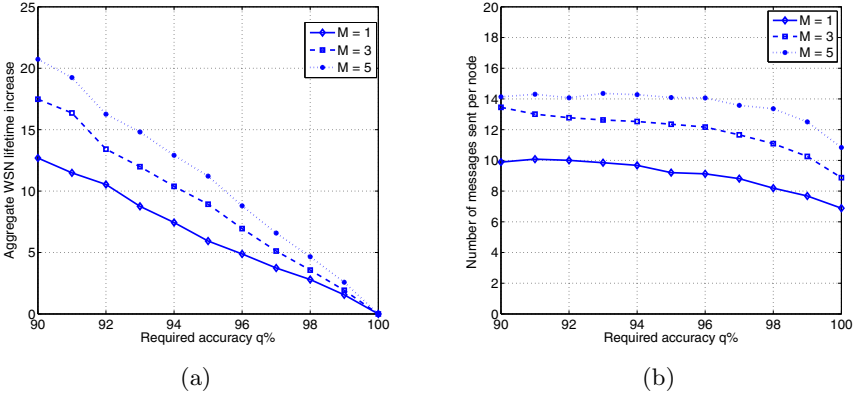 25
20
15
10
5
0
Aggregate WSN lifetime increase
M = 1
M = 3
M = 5
90 92 94 96 98 100
Required accuracy q%
(a)
20
18
16
14
12
10
8
6
4
2
0
Number of messages sent per node
M = 1
M = 3
M = 5
90 92 94 96 98 100
Required accuracy q%
(b)